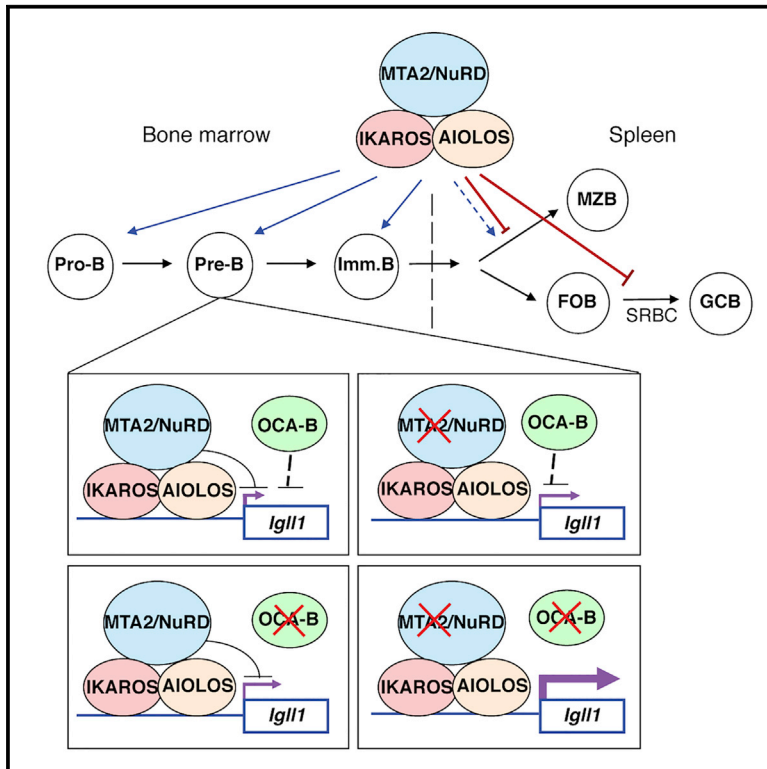 MTA2/NuRD
Bone marrow
IKAROS
AIOLOS
Spleen
MZB
Pro-B
Pre-B
Imm.B
FOB
SRBC
GCB
MTA2/NuRD
OCA-B
IKAROS
AIOLOS
Igll1
MTA2/NuRD
OCA-B
IKAROS
AIOLOS
Igll1
MTA2/NuRD
OCA-B
IKAROS
AIOLOS
Igll1
MTA2/NuRD
OCA-B
IKAROS
AIOLOS
Igll1